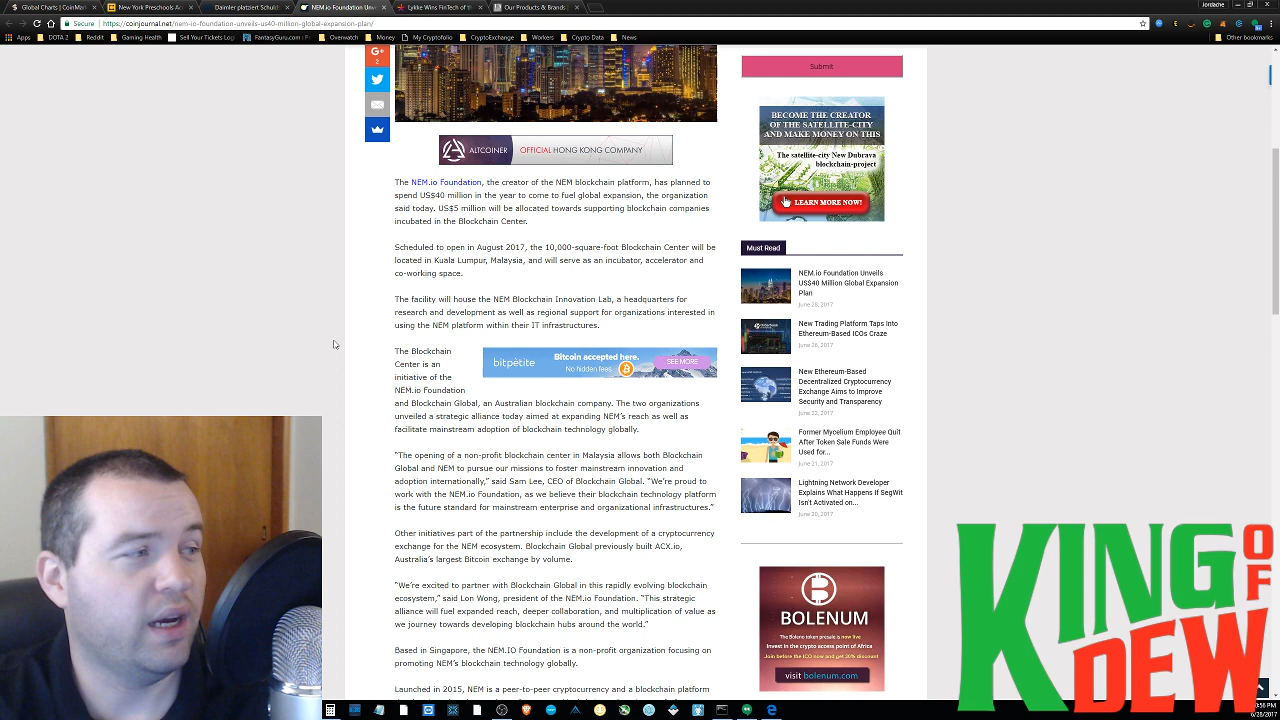 Global Charts | CoinMark
New York Preschools Ac
Daimler platziert Schulds
NEM.io Foundation Unve
Lykke Wins FinTech of th
Our Products & Brands |
Jordache
Secure
https://coinjournal.net/nem-io-foundation-unveils-us40-million-global-expansion-plan/
Apps
DOTA 2
Reddit
Gaming Health
Sell Your Tickets Log
FantasyGuru.com
Overwatch
Money
My Cryptofolio
CryptoExchange
Workers
Crypto Data
News
Other bookmarks
G+
2
Submit
BECOME THE CREATOR
OF THE SATELLITE-CITY
AND MAKE MONEY ON THIS
The satellite-city New Dubrava
blockchain-project
LEARN MORE NOW!
ALTCOINER
OFFICIAL HONG KONG COMPANY
The NEM.io Foundation, the creator of the NEM blockchain platform, has planned to
spend US$40 million in the year to come to fuel global expansion, the organization
said today. US$5 million will be allocated towards supporting blockchain companies
incubated in the Blockchain Center.
Scheduled to open in August 2017, the 10,000-square-foot Blockchain Center will be
located in Kuala Lumpur, Malaysia, and will serve as an incubator, accelerator and
co-working space.
The facility will house the NEM Blockchain Innovation Lab, a headquarters for
research and development as well as regional support for organizations interested in
using the NEM platform within their IT infrastructures.
The Blockchain
Center is an
initiative of the
NEM.io Foundation
bitpetite
Bitcoin accepted here.
No hidden fees
SEE MORE
and Blockchain Global, an Australian blockchain company. The two organizations
unveiled a strategic alliance today aimed at expanding NEM's reach as well as
facilitate mainstream adoption of blockchain technology globally.
"The opening of a non-profit blockchain center in Malaysia allows both Blockchain
Global and NEM to pursue our missions to foster mainstream innovation and
adoption internationally," said Sam Lee, CEO of Blockchain Global. "We're proud to
work with the NEM.io Foundation, as we believe their blockchain technology platform
is the future standard for mainstream enterprise and organizational infrastructures."
Other initiatives part of the partnership include the development of a cryptocurrency
exchange for the NEM ecosystem. Blockchain Global previously built ACX.io,
Australia's largest Bitcoin exchange by volume.
"We're excited to partner with Blockchain Global in this rapidly evolving blockchain
ecosystem," said Lon Wong, president of the NEM.io Foundation. "This strategic
alliance will fuel expanded reach, deeper collaboration, and multiplication of value as
we journey towards developing blockchain hubs around the world."
Based in Singapore, the NEM.IO Foundation is a non-profit organization focusing on
promoting NEM's blockchain technology globally.
Launched in 2015, NEM is a peer-to-peer cryptocurrency and a blockchain platform
Must Read
NEM.io Foundation Unveils
US$40 Million Global Expansion
Plan
June 28, 2017
New Trading Platform Taps Into
Ethereum-Based ICOs Craze
June 26, 2017
New Ethereum-Based
Decentralized Cryptocurrency
Exchange Aims to Improve
Security and Transparency
June 22, 2017
Former Mycelium Employee Quit
After Token Sale Funds Were
Used for...
June 21, 2017
Lightning Network Developer
Explains What Happens If SegWit
Isn't Activated on...
June 20, 2017
BOLENUM
The Boleno token presale is now live
Invest in the crypto access point of Africa
Join before the ICO now and get 30% discount
visit bolenum.com
KING OF
DEW
6/28/2017